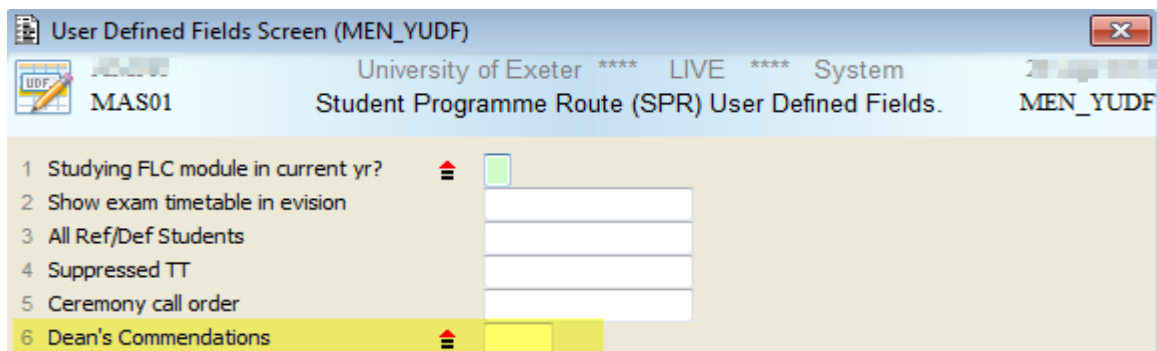 User Defined Fields Screen (MEN_YUDF)
UDF University of Exeter **** LIVE **** System
MAS01 Student Programme Route (SPR) User Defined Fields. MEN_YUDF
1 Studying FLC module in current yr?
2 Show exam timetable in evision
3 All Ref/Def Students
4 Suppressed TT
5 Ceremony call order
6 Dean's Commendations